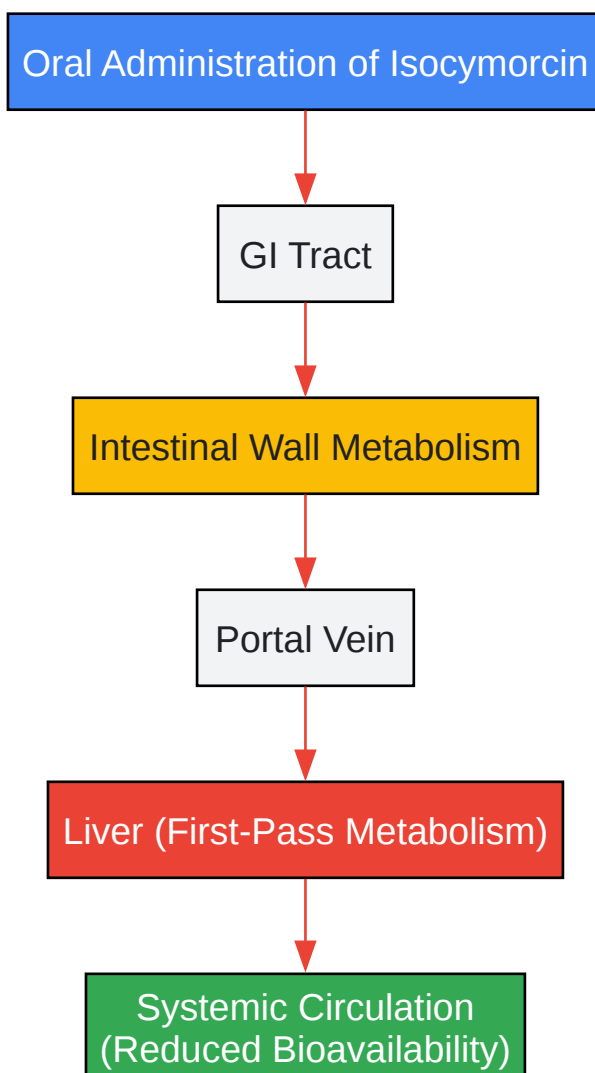 Oral Administration of Isocymorcin
GI Tract
Intestinal Wall Metabolism
Portal Vein
Liver (First-Pass Metabolism)
Systemic Circulation
(Reduced Bioavailability)